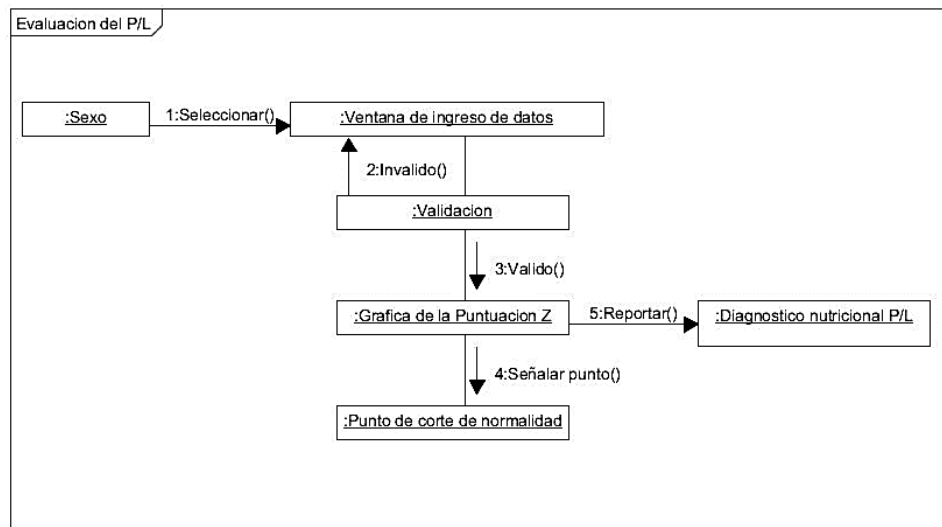 Evaluacion del P/L
:Sexo
1:Seleccionar()
:Ventana de ingreso de datos
2:Invalido()
:Validacion
3:Valido()
:Grafica de la Puntuacion Z
5:Reportar()
:Diagnostico nutricional P/L
4:Señalar punto()
:Punto de corte de normalidad